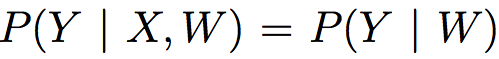 P(Y | X, W) = P(Y | W)